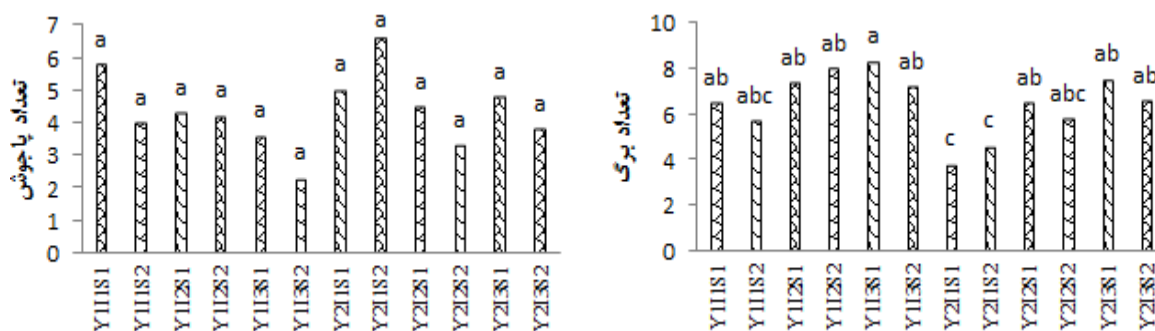 تعداد پاجوش
7
6
5
4
3
2
1
0
a a a a a a a a a a a a
Y1I1S1 Y1I1S2 Y1I2S1 Y1I2S2 Y1I3S1 Y1I3S2 Y2I1S1 Y2I1S2 Y2I2S1 Y2I2S2 Y2I3S1 Y2I3S2
تعداد برگ
10
8
6
4
2
0
ab abc ab ab a ab c c ab abc ab ab
Y1I1S1 Y1I1S2 Y1I2S1 Y1I2S2 Y1I3S1 Y1I3S2 Y2I1S1 Y2I1S2 Y2I2S1 Y2I2S2 Y2I3S1 Y2I3S2